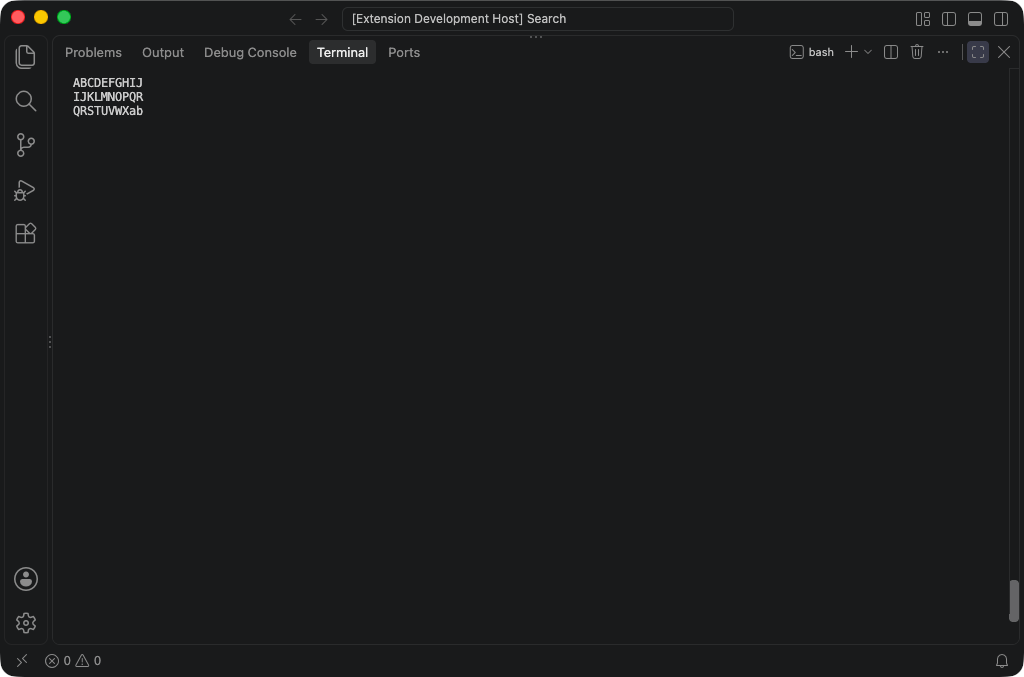 [Extension Development Host] Search
Problems Output Debug Console Terminal Ports
bash
ABCDEFGHIJ
IJKLMNOPQR
QRSTUVWXab
0 0